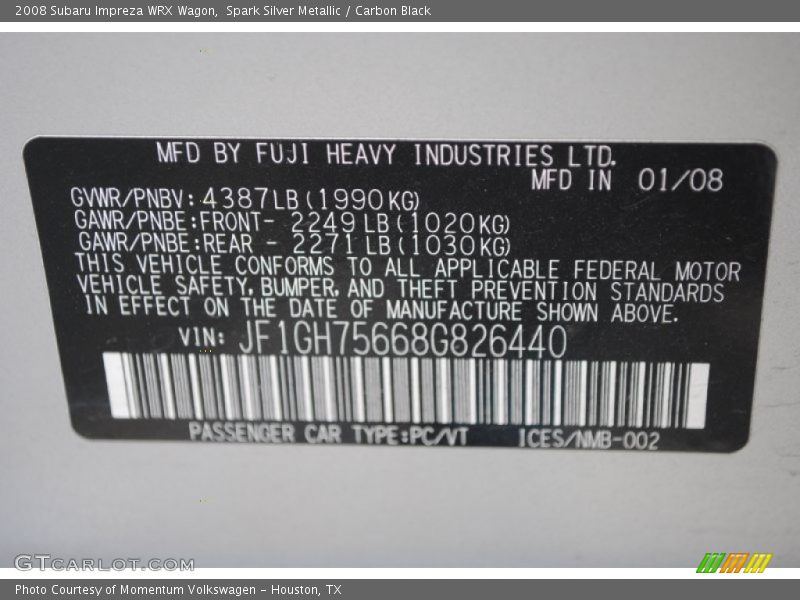 2008 Subaru Impreza WRX Wagon,  Spark Silver Metallic / Carbon Black
MFD BY FUJI HEAVY INDUSTRIES LTD.
MFD IN 01/08
GVWR/PNBV: 4387LB(1990KG)
GAWR/PNBE:FRONT- 2249LB(1020KG)
GAWR/PNBE:REAR - 2271LB(1030KG)
THIS VEHICLE CONFORMS TO ALL APPLICABLE FEDERAL MOTOR
VEHICLE SAFETY, BUMPER, AND THEFT PREVENTION STANDARDS
IN EFFECT ON THE DATE OF MANUFACTURE SHOWN ABOVE.
VIN: JF1GH75668G826440
PASSENGER CAR TYPE:PC/VT ICES/NMB-002
GTCARLOT.COM
Photo Courtesy of Momentum Volkswagen - Houston, TX